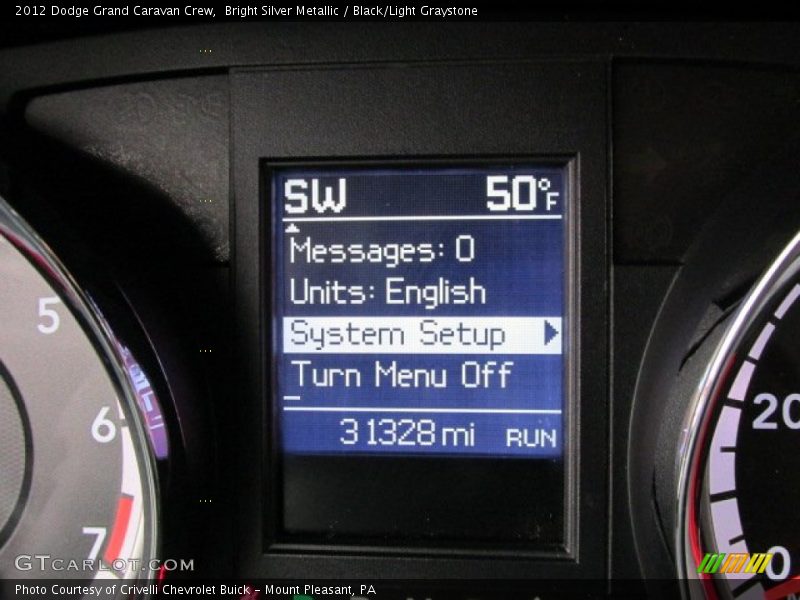 2012 Dodge Grand Caravan Crew,  Bright Silver Metallic / Black/Light Graystone
SW 50°F
Messages: 0
Units: English
System Setup
Turn Menu Off
31328 mi RUN
5
6
7
20
0
GTCARLOT.COM
Photo Courtesy of Crivelli Chevrolet Buick - Mount Pleasant, PA